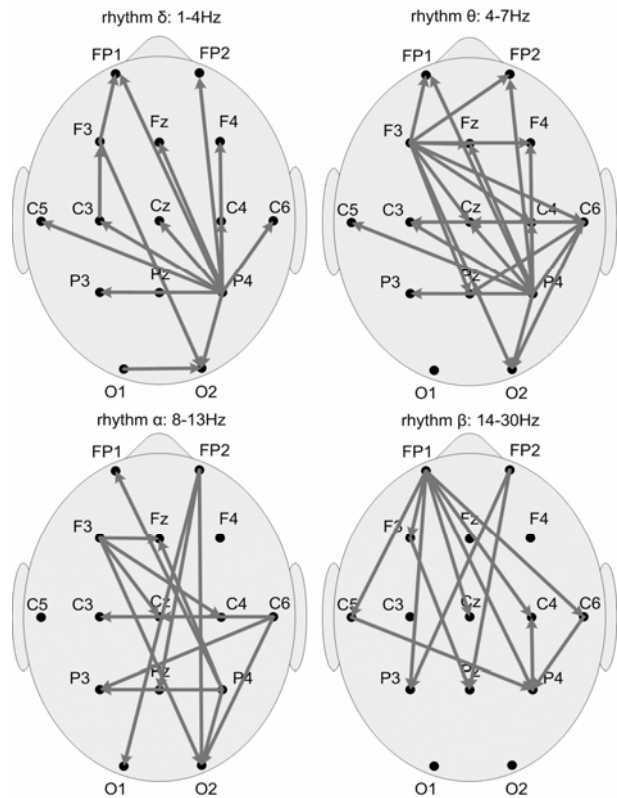 rhythm δ: 1-4Hz
FP1 FP2
F3 Fz F4
C5 C3 Cz C4 C6
P3 Pz P4
O1 O2
rhythm θ: 4-7Hz
FP1 FP2
F3 Fz F4
C5 C3 Cz C4 C6
P3 Pz P4
O1 O2
rhythm α: 8-13Hz
FP1 FP2
F3 Fz F4
C5 C3 Cz C4 C6
P3 Pz P4
O1 O2
rhythm β: 14-30Hz
FP1 FP2
F3 Fz F4
C5 C3 Cz C4 C6
P3 Pz P4
O1 O2